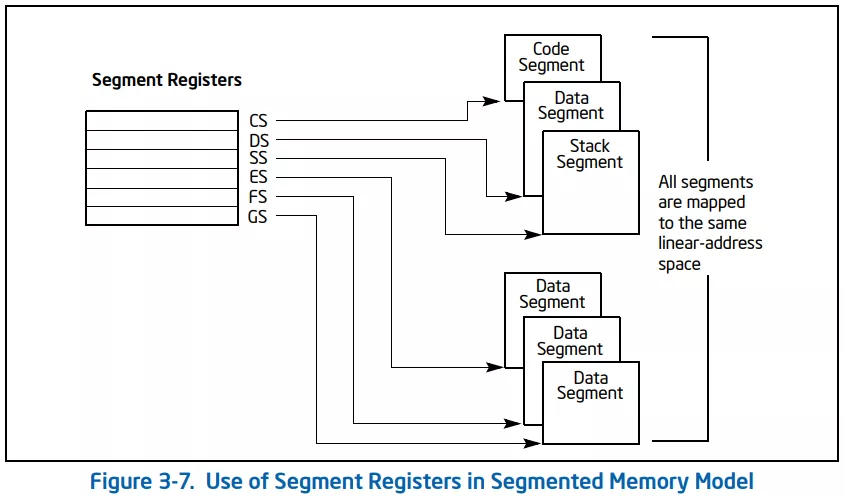 Segment Registers
CS
DS
SS
ES
FS
GS
Code
Segment
Data
Segment
Stack
Segment
Data
Segment
Data
Segment
Data
Segment
All segments
are mapped
to the same
linear-address
space
Figure 3-7. Use of Segment Registers in Segmented Memory Model